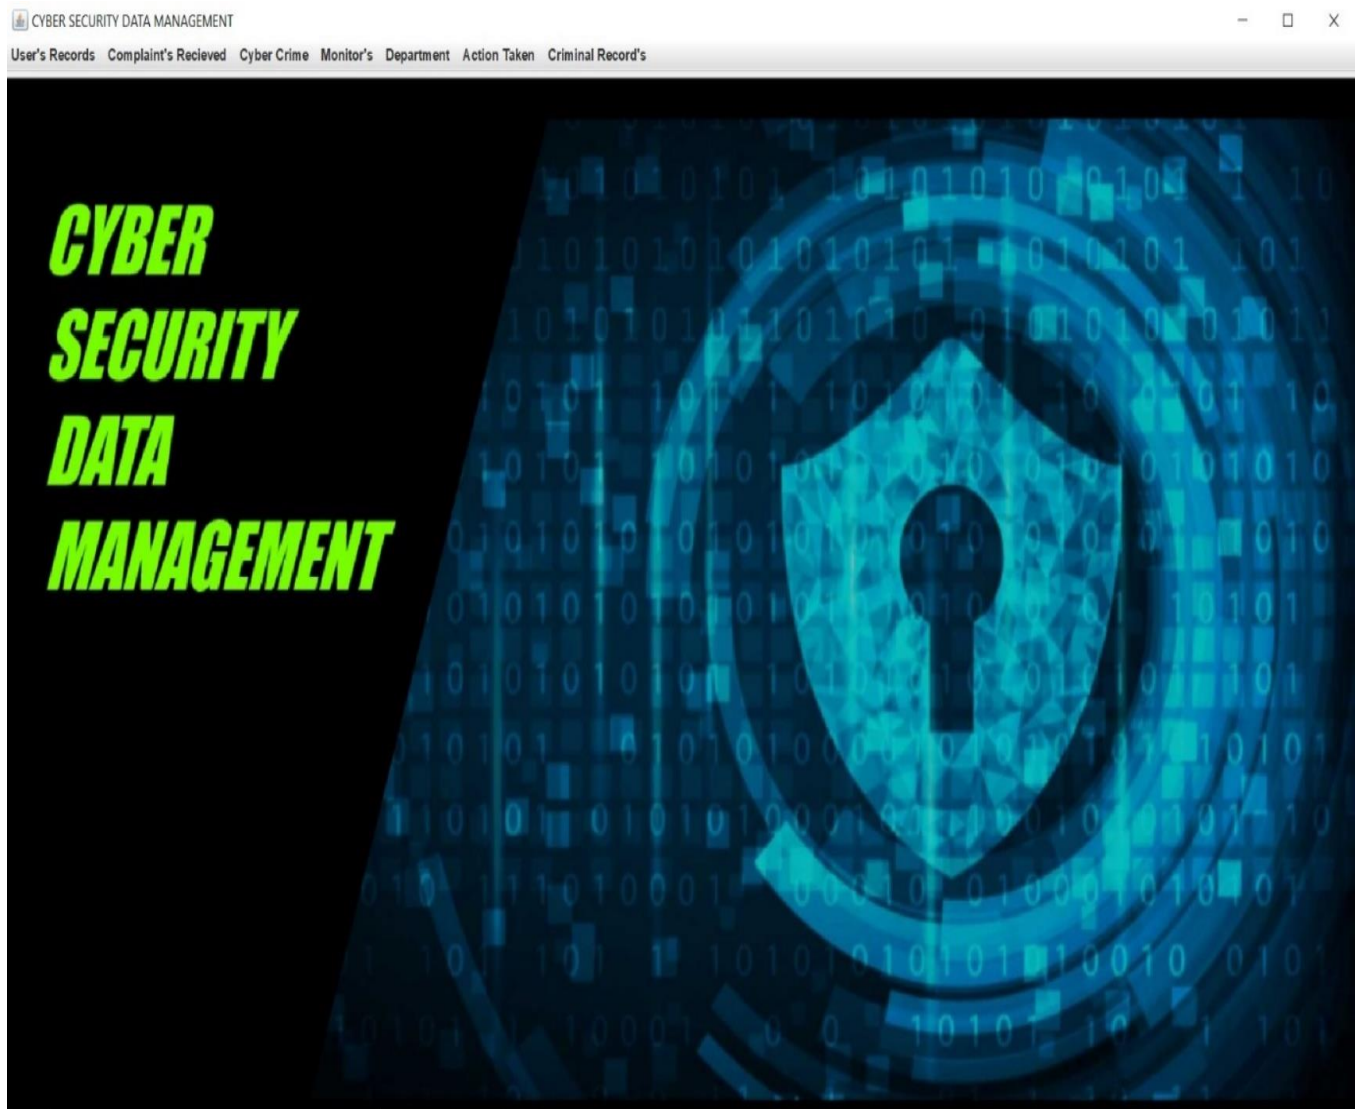 CYBER SECURITY DATA MANAGEMENT
User's Records Complaint's Recieved Cyber Crime Monitor's Department Action Taken Criminal Record's
CYBER
SECURITY
DATA
MANAGEMENT